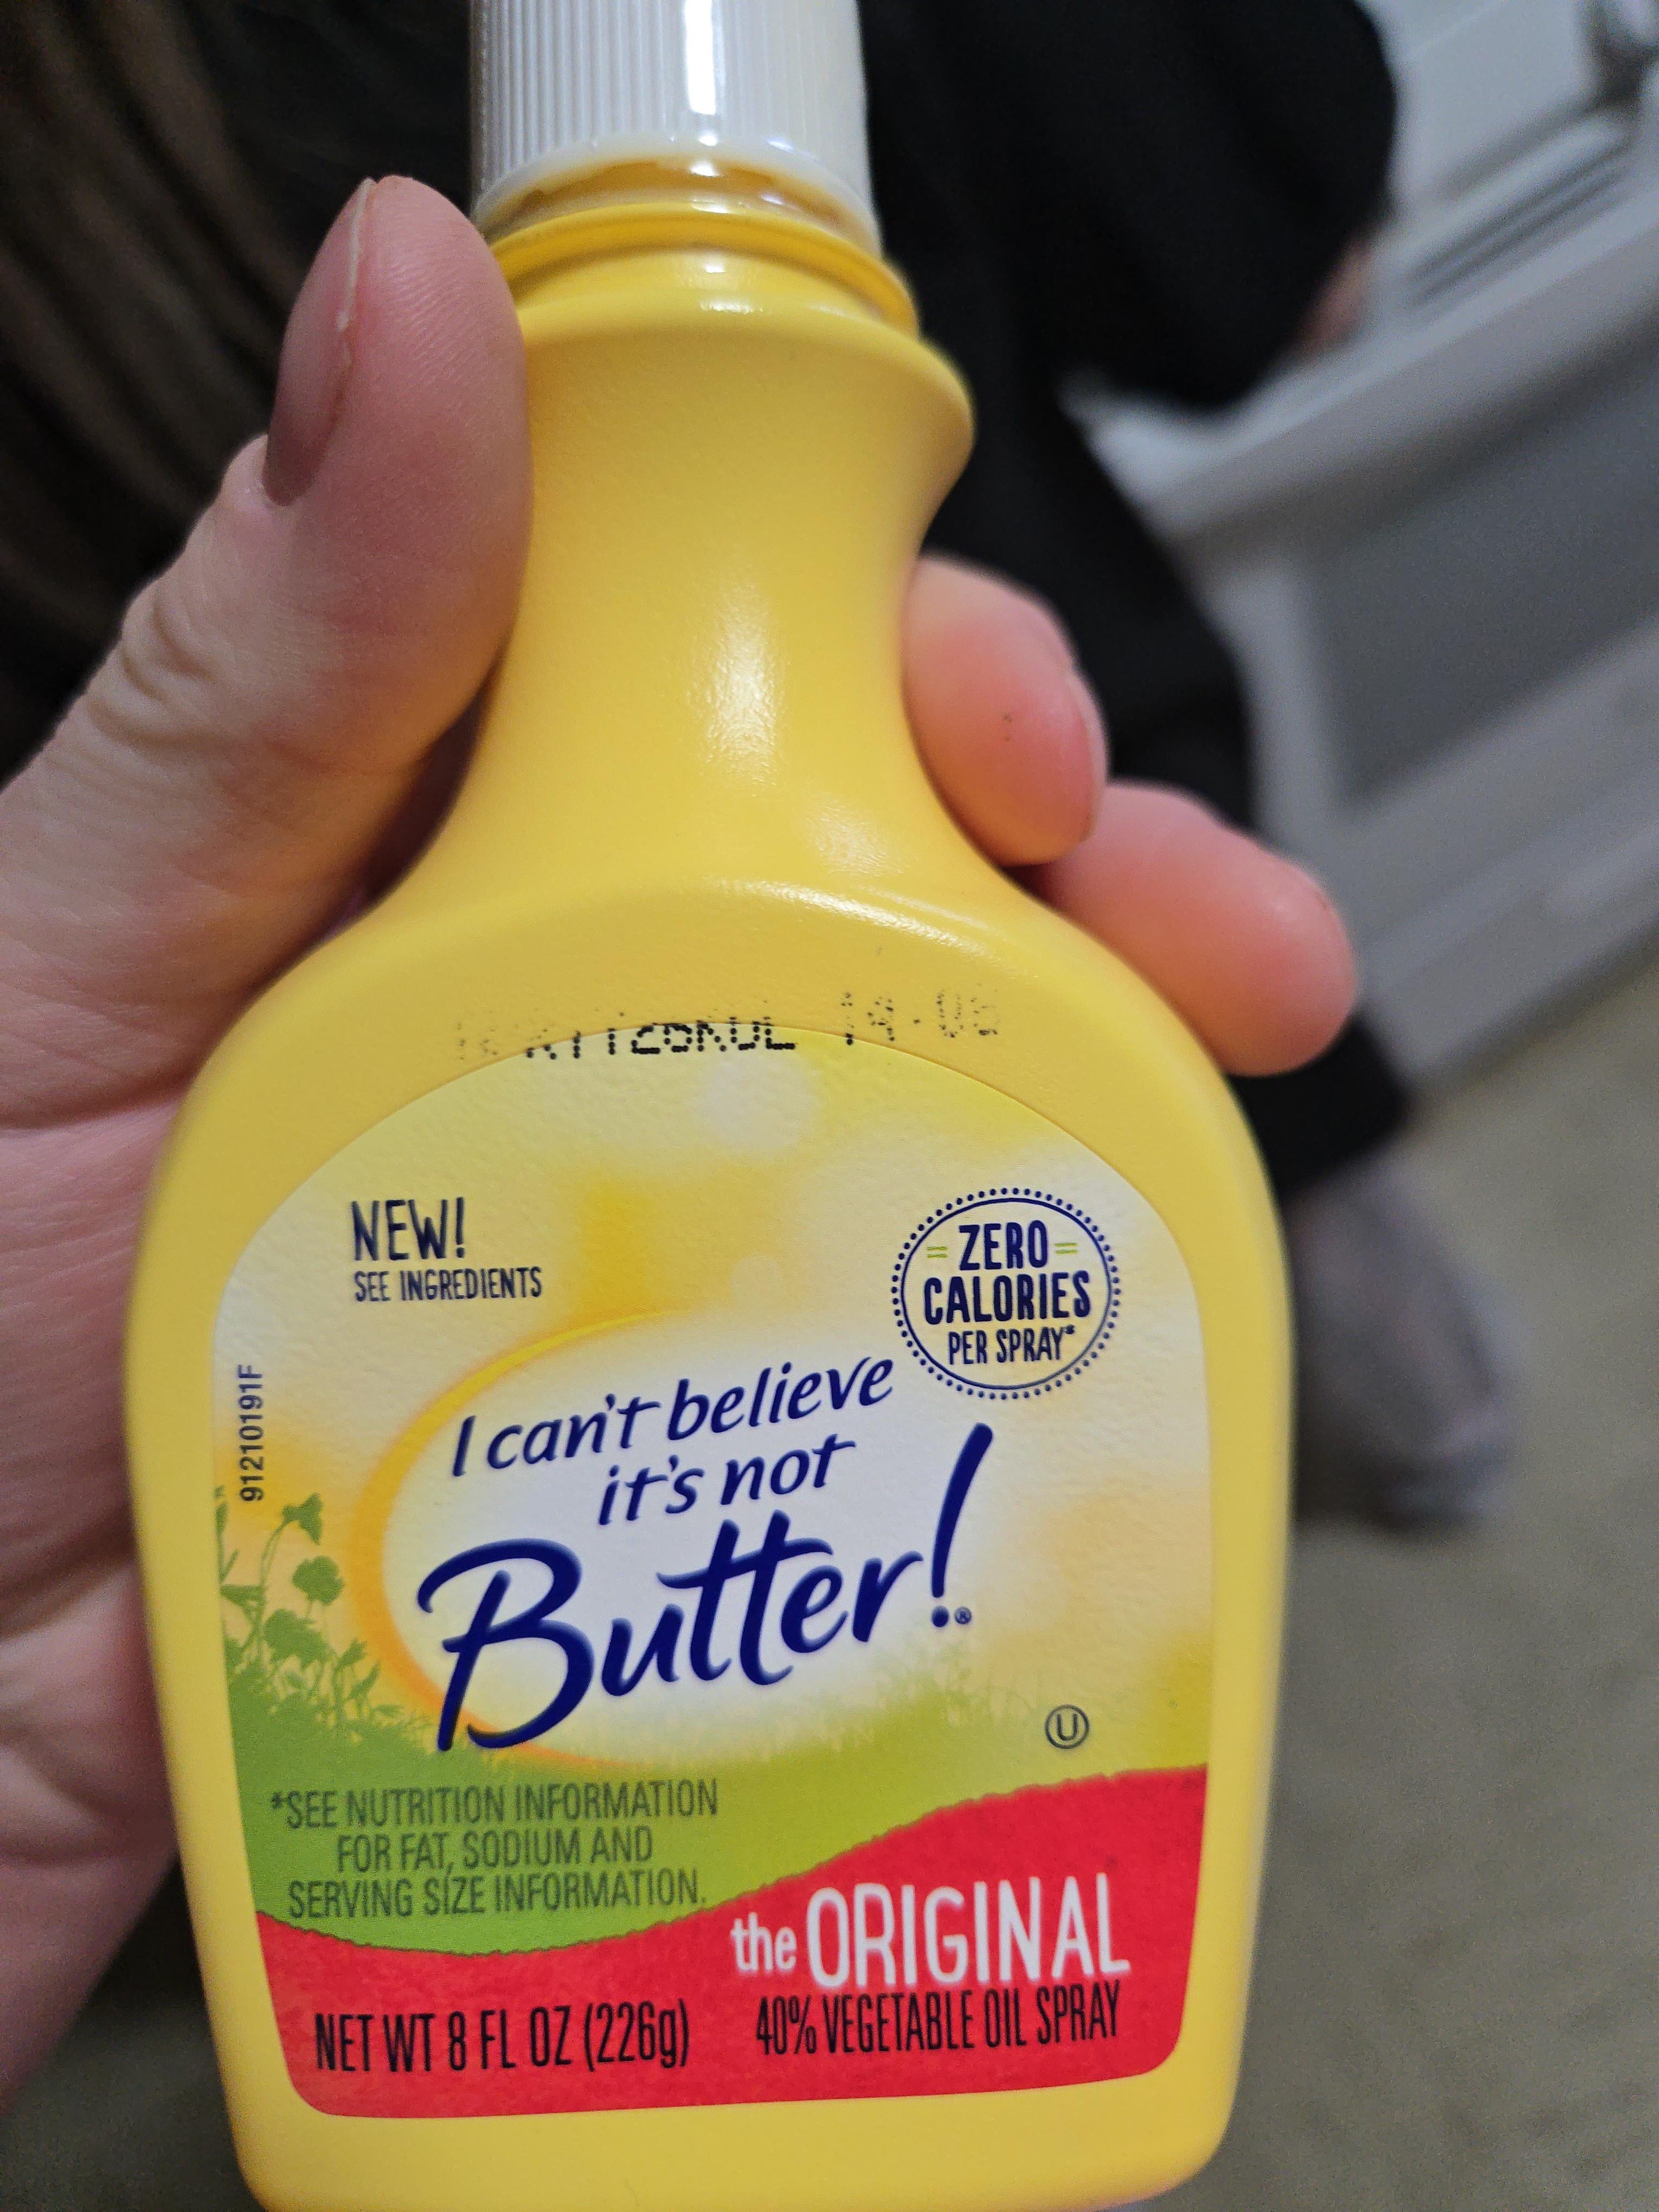 NEW!
SEE INGREDIENTS
= ZERO =
CALORIES
PER SPRAY*
91210191F
I can't believe
it's not
Butter!®
U
*SEE NUTRITION INFORMATION
FOR FAT, SODIUM AND
SERVING SIZE INFORMATION.
the ORIGINAL
NET WT 8 FL OZ (226g) 40% VEGETABLE OIL SPRAY